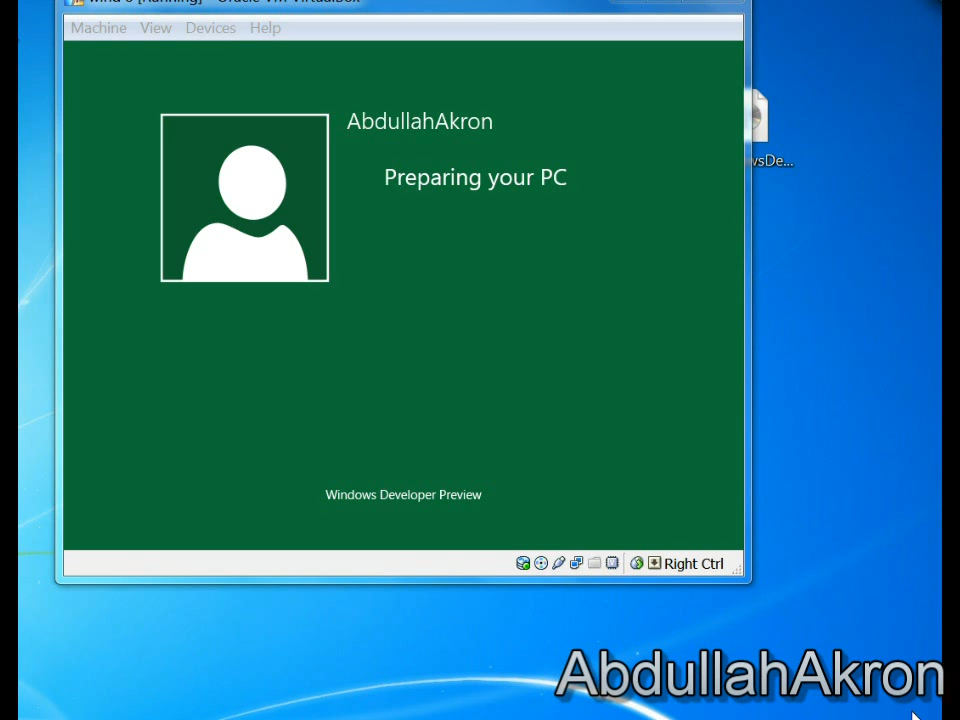 Machine View Devices Help
AbdullahAkron
Preparing your PC
Windows Developer Preview
Right Ctrl
AbdullahAkron